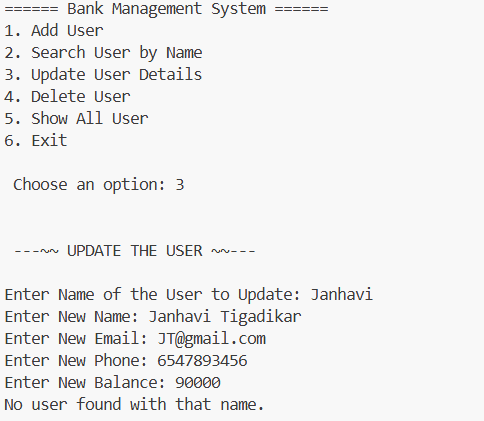 ====== Bank Management System ======
1. Add User
2. Search User by Name
3. Update User Details
4. Delete User
5. Show All User
6. Exit
Choose an option: 3
---~~ UPDATE THE USER ~~---
Enter Name of the User to Update: Janhavi
Enter New Name: Janhavi Tigadikar
Enter New Email: JT@gmail.com
Enter New Phone: 6547893456
Enter New Balance: 90000
No user found with that name.